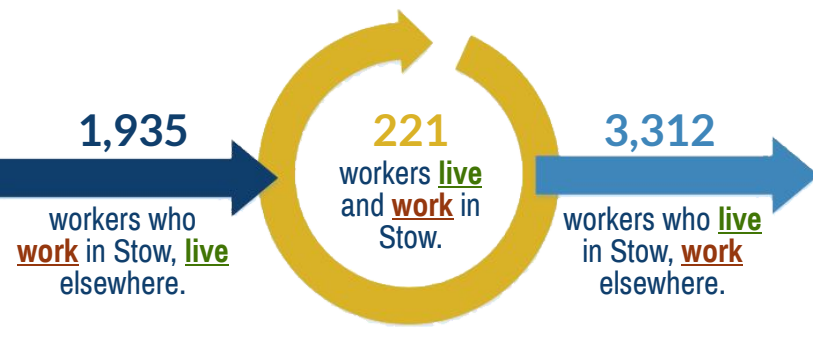 1,935
workers who
work in Stow, live
elsewhere.
221
workers live
and work in
Stow.
3,312
workers who live
in Stow, work
elsewhere.